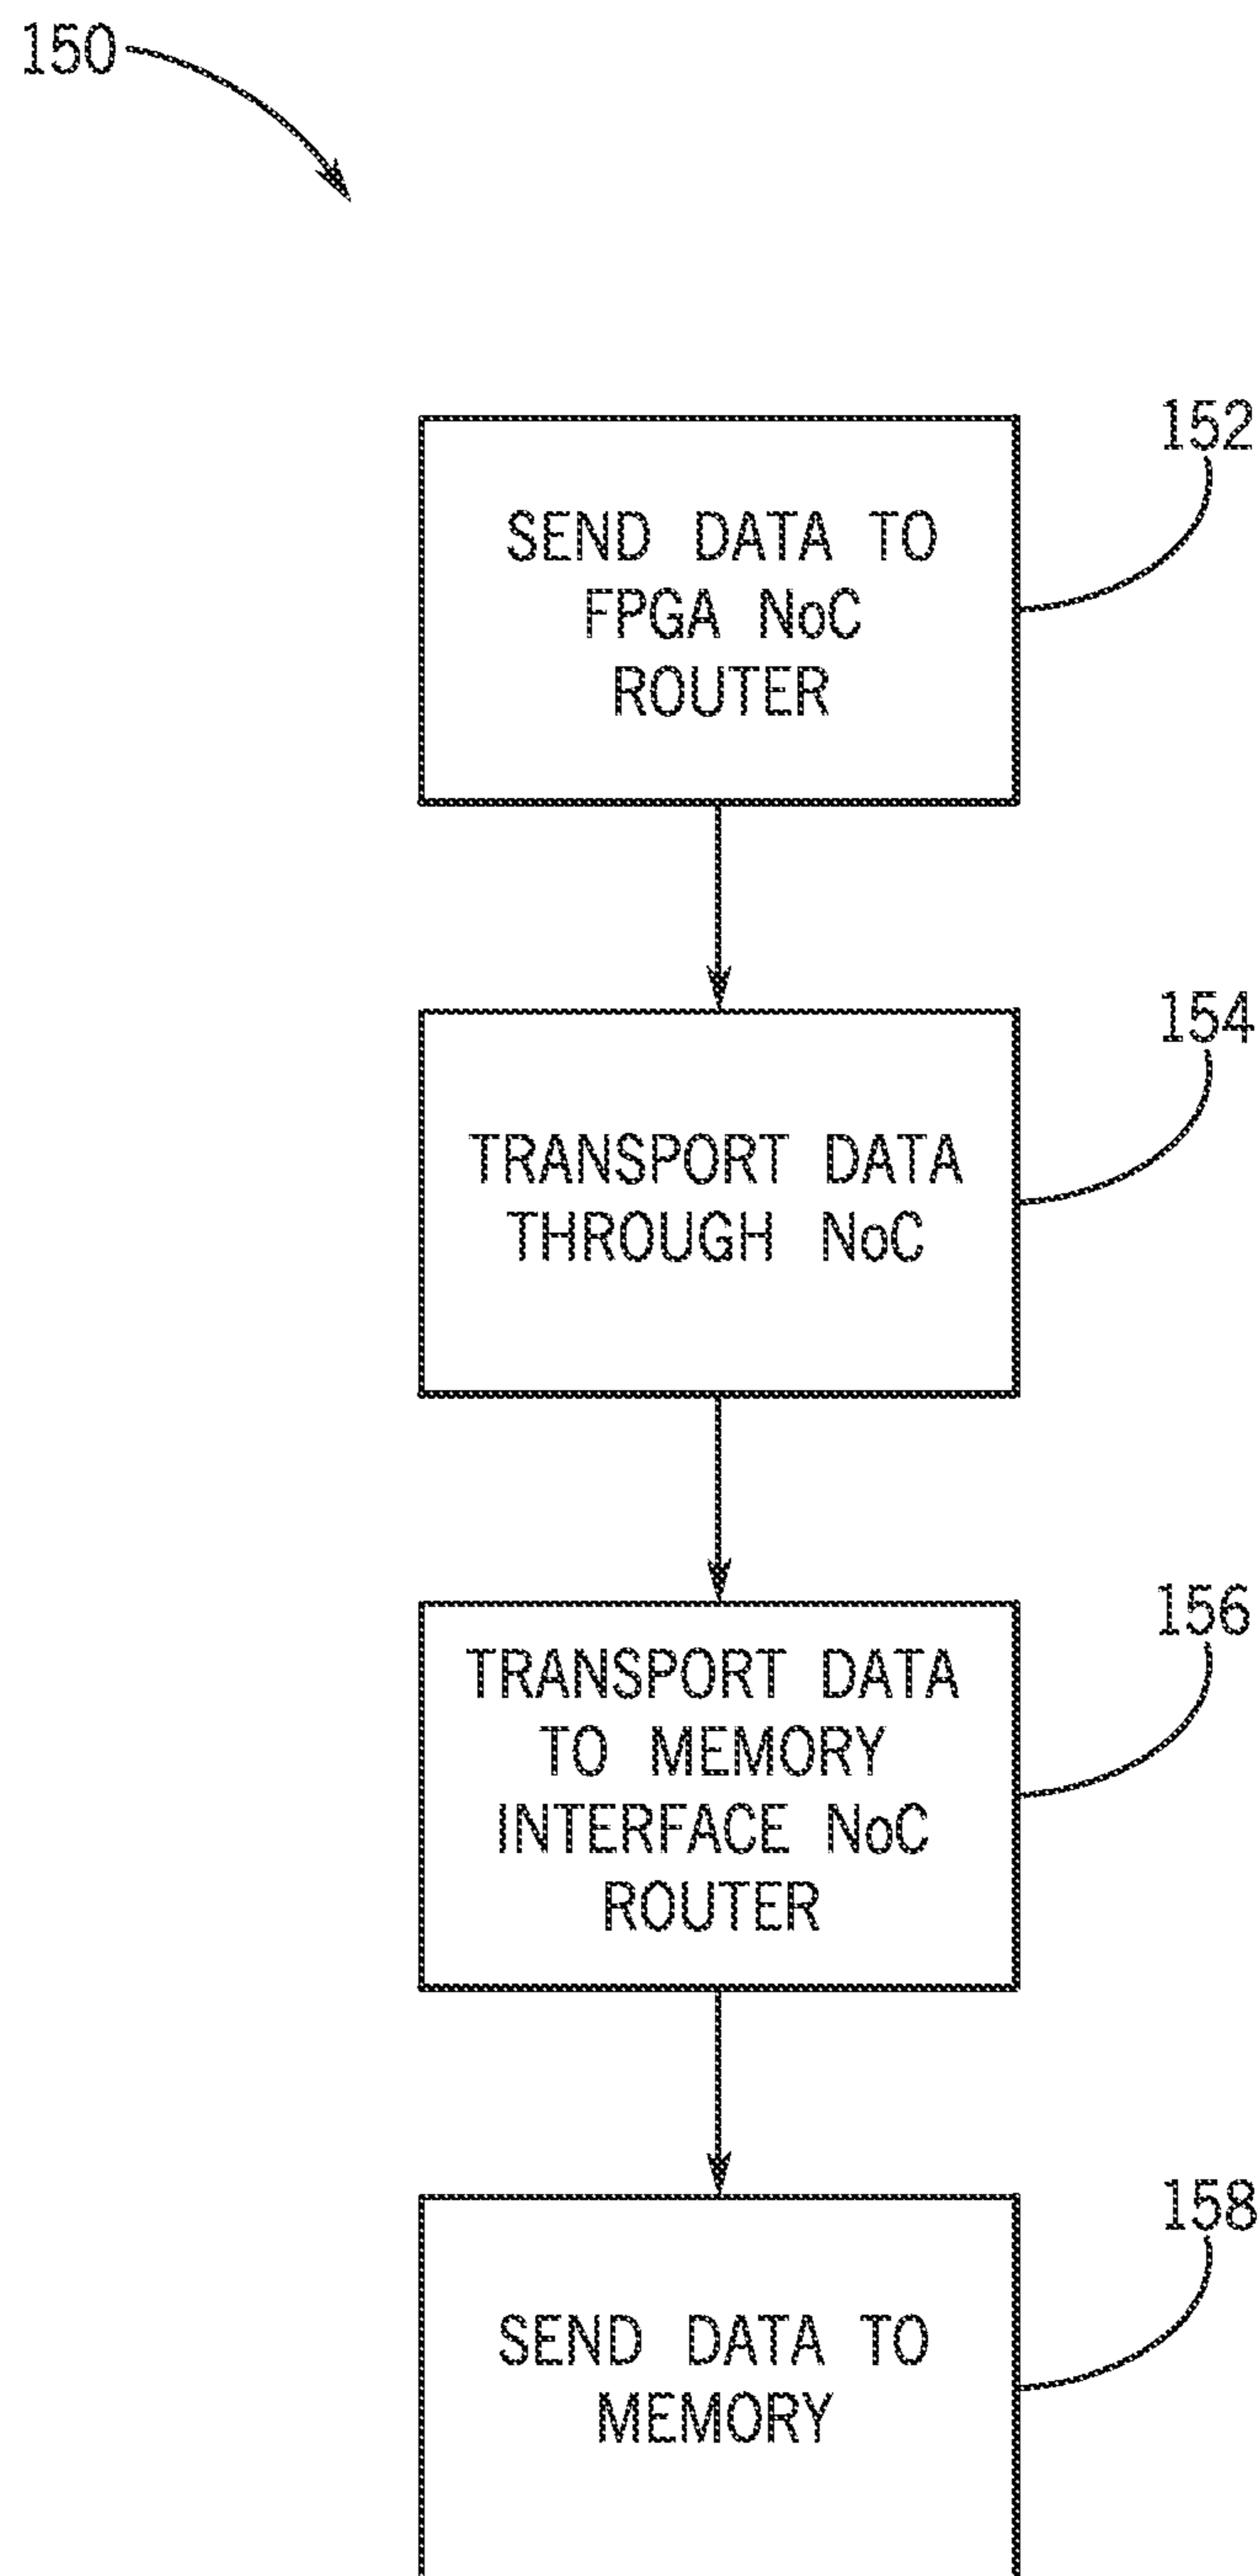 150
152
SEND DATA TO
FPGA NoC
ROUTER
154
TRANSPORT DATA
THROUGH NoC
156
TRANSPORT DATA
TO MEMORY
INTERFACE NoC
ROUTER
158
SEND DATA TO
MEMORY